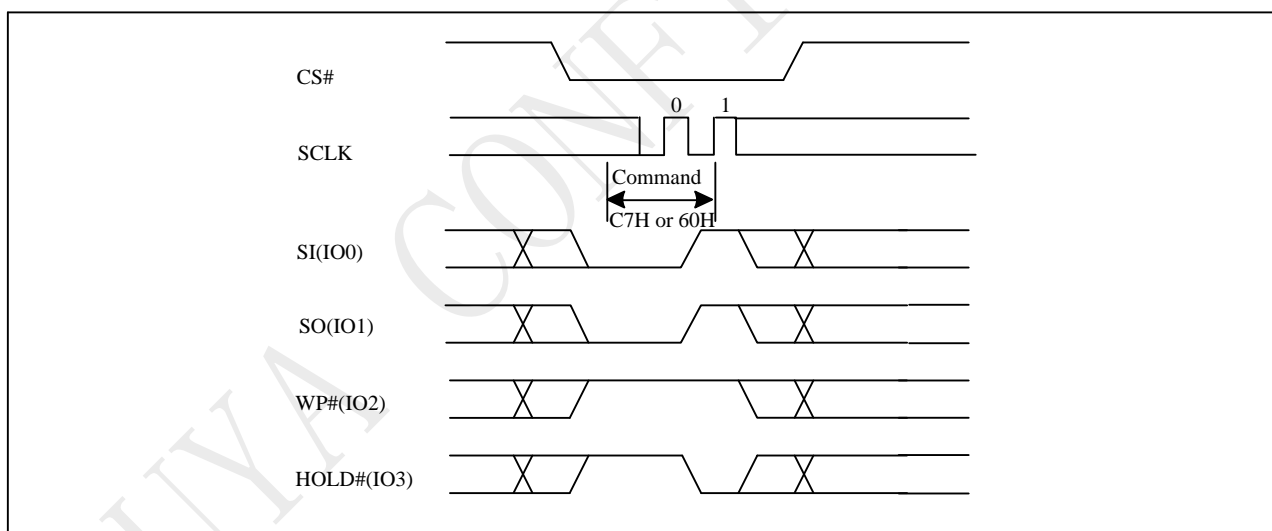 CS#
0 1
SCLK
Command
C7H or 60H
SI(IO0)
SO(IO1)
WP#(IO2)
HOLD#(IO3)